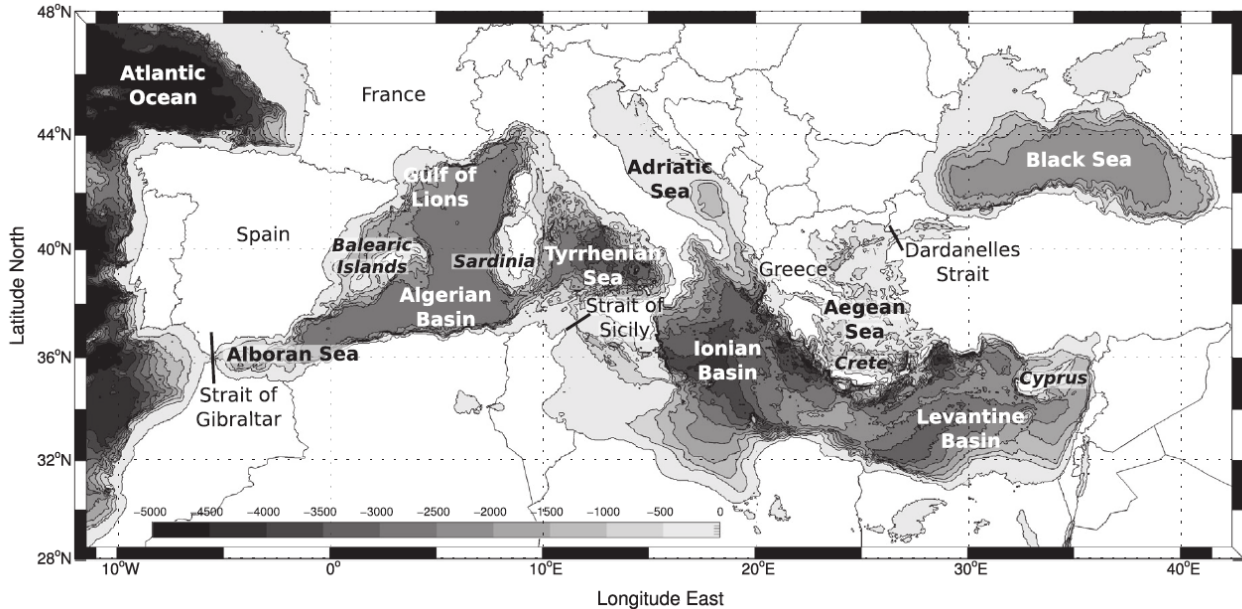 48°N
44°N
40°N
36°N
32°N
28°N
Latitude North
Atlantic
Ocean
France
Spain
Gulf of
Lions
Balearic
Islands
Sardinia
Algerian
Basin
Alboran Sea
Strait of
Gibraltar
Adriatic
Sea
Tyrrhenian
Sea
Strait of
Sicily
Ionian
Basin
Greece
Aegean
Sea
Crete
Black Sea
Dardanelles
Strait
Cyprus
Levantine
Basin
−5000 −4500 −4000 −3500 −3000 −2500 −2000 −1500 −1000 −500 0
10°W 0° 10°E 20°E 30°E 40°E
Longitude East